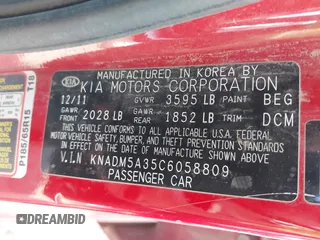 MANUFACTURED IN KOREA BY
KIA KIA MOTORS CORPORATION
12/11 GVWR 3595 LB PAINT BEG
GAWR FRONT 2028 LB GAWR REAR 1852 LB TRIM DCM
THIS VEHICLE CONFORMS TO ALL APPLICABLE FEDERAL
MOTOR VEHICLE SAFETY, BUMPER, AND THEFT PREVENTION STANDARDS
IN EFFECT ON THE DATE OF MANUFACTURE SHOWN ABOVE
V.I.N. KNADM5A35C6058809
PASSENGER CAR
P185/65R15 T18
DREAMBID